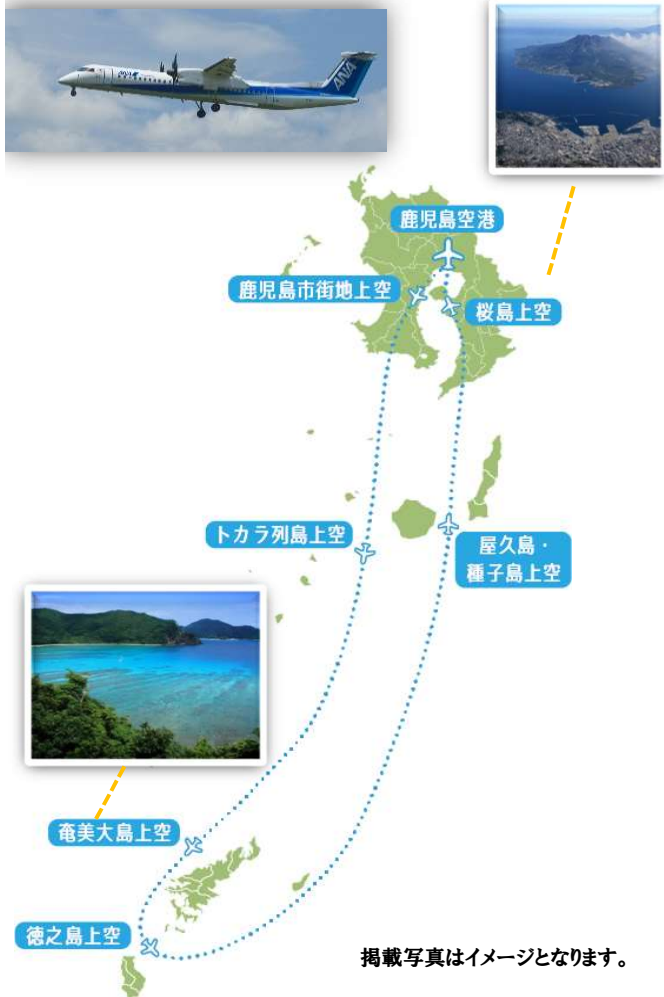 ANA
ANA
鹿児島空港
鹿児島市街地上空
桜島上空
トカラ列島上空
屋久島・
種子島上空
奄美大島上空
徳之島上空
掲載写真はイメージとなります。